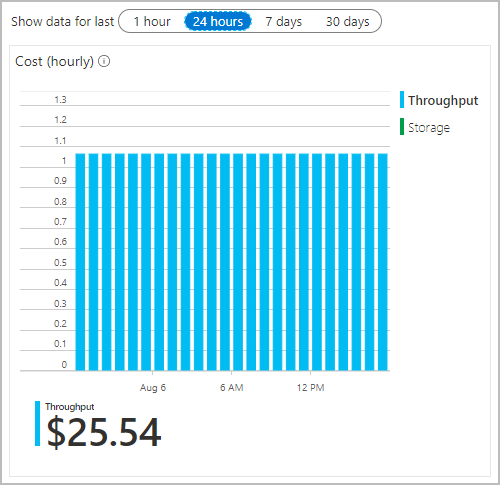 Show data for last 1 hour 24 hours 7 days 30 days
Cost (hourly)
Throughput
Storage
1.3
1.2
1.1
1
0.9
0.8
0.7
0.6
0.5
0.4
0.3
0.2
0.1
0
Aug 6 6 AM 12 PM
Throughput
$25.54